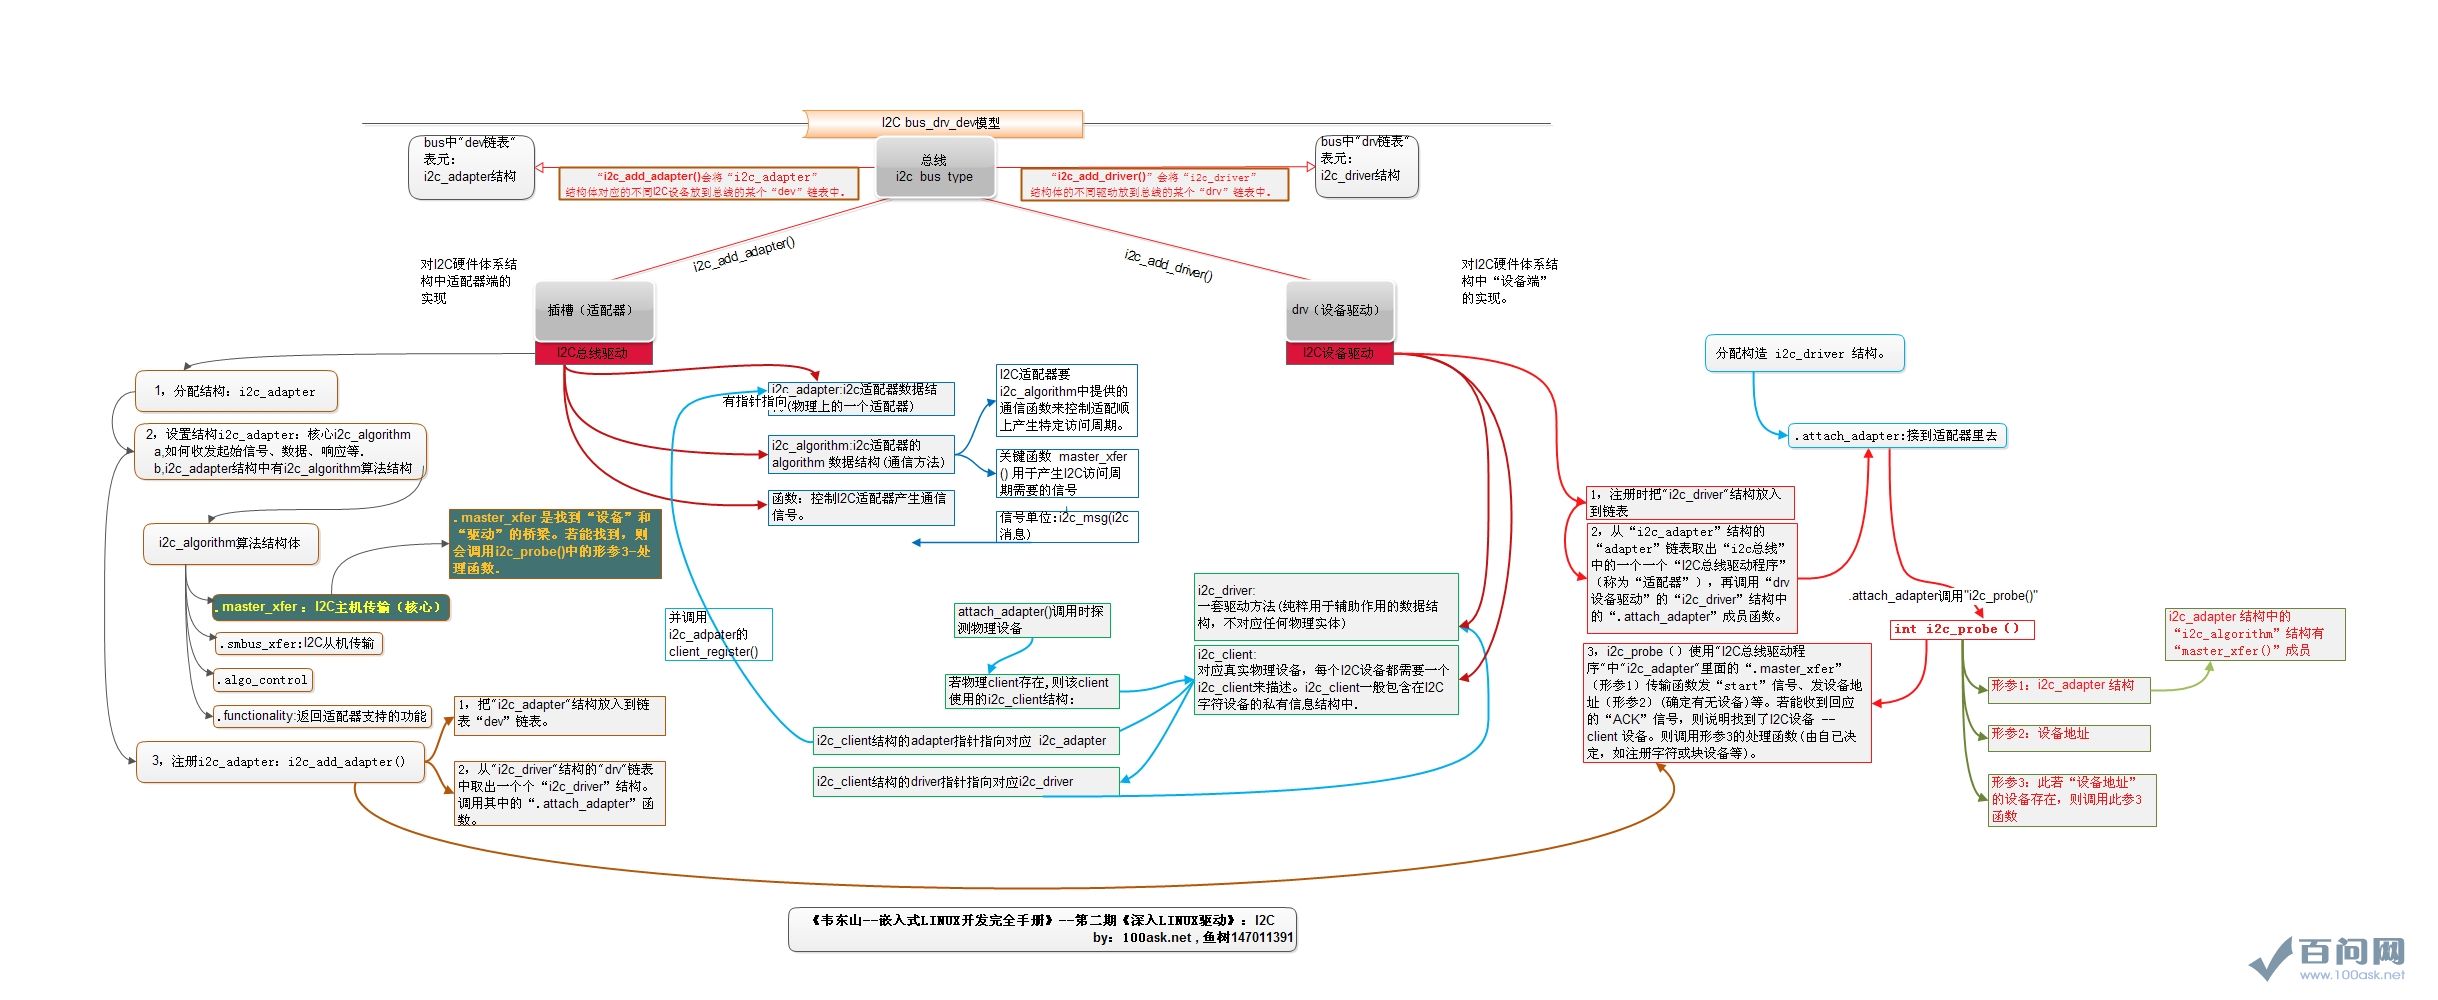 I2C bus_drv_dev模型
bus中"dev链表"
表元：
i2c_adapter结构
总线
i2c bus type
bus中"drv链表"
表元：
i2c_driver结构
“i2c_add_adapter()会将“i2c_adapter”
结构体对应的不同I2C设备放到总线的某个“dev”链表中.
“i2c_add_driver()”会将“i2c_driver”
结构体的不同驱动放到总线的某个“drv”链表中.
i2c_add_adapter()
i2c_add_driver()
对I2C硬件体系结
构中适配器端的
实现
对I2C硬件体系结
构中“设备端”
的实现。
插槽（适配器）
I2C总线驱动
drv（设备驱动）
I2C设备驱动
1，分配结构：i2c_adapter
2，设置结构i2c_adapter：核心i2c_algorithm
a,如何收发起始信号、数据、响应等.
b,i2c_adapter结构中有i2c_algorithm算法结构
i2c_algorithm算法结构体
.master_xfer是找到“设备”和
“驱动”的桥梁。若能找到，则
会调用i2c_probe()中的形参3-处
理函数.
.master_xfer：I2C主机传输（核心）
.smbus_xfer:I2C从机传输
.algo_control
.functionality:返回适配器支持的功能
3，注册i2c_adapter：i2c_add_adapter()
1，把"i2c_adapter"结构放入到链
表“dev”链表。
2，从"i2c_driver"结构的"drv"链表
中取出一个个“i2c_driver”结构。
调用其中的“.attach_adapter”函
数。
i2c_adapter:i2c适配器数据结
(物理上的一个适配器)
有指针指向
i2c_algorithm:i2c适配器的
algorithm 数据结构(通信方法)
函数：控制I2C适配器产生通信
信号。
I2C适配器要
i2c_algorithm中提供的
通信函数来控制适配顺
上产生特定访问周期。
关键函数 master_xfer
() 用于产生I2C访问周
期需要的信号
信号单位:i2c_msg(i2c
消息)
并调用
i2c_adpater的
client_register()
attach_adapter()调用时探
测物理设备
若物理client存在,则该client
使用的i2c_client结构：
i2c_client结构的adapter指针指向对应 i2c_adapter
i2c_client结构的driver指针指向对应i2c_driver
i2c_driver:
一套驱动方法(纯粹用于辅助作用的数据结
构，不对应任何物理实体)
i2c_client:
对应真实物理设备，每个I2C设备都需要一个
i2c_client来描述。i2c_client一般包含在I2C
字符设备的私有信息结构中.
分配构造 i2c_driver 结构。
.attach_adapter:接到适配器里去
1，注册时把"i2c_driver"结构放入
到链表
2，从“i2c_adapter”结构的
“adapter”链表取出“i2c总线”
中的一个一个“I2C总线驱动程序”
（称为“适配器”），再调用“drv
设备驱动”的“i2c_driver”结构中
的“.attach_adapter”成员函数。
3，i2c_probe（）使用"I2C总线驱动程
序"中"i2c_adapter"里面的“.master_xfer”
（形参1）传输函数发“start”信号、发设备地
址（形参2）(确定有无设备)等。若能收到回应
的“ACK”信号，则说明找到了I2C设备 --
client 设备。则调用形参3的处理函数(由自已决
定，如注册字符或块设备等)。
.attach_adapter调用"i2c_probe()"
int i2c_probe（）
i2c_adapter 结构中的
“i2c_algorithm”结构有
“master_xfer()”成员
形参1：i2c_adapter 结构
形参2：设备地址
形参3：此若“设备地址”
的设备存在，则调用此参3
函数
《韦东山--嵌入式LINUX开发完全手册》--第二期《深入LINUX驱动》：I2C
by：100ask.net , 鱼树147011391
百问网
www.100ask.net